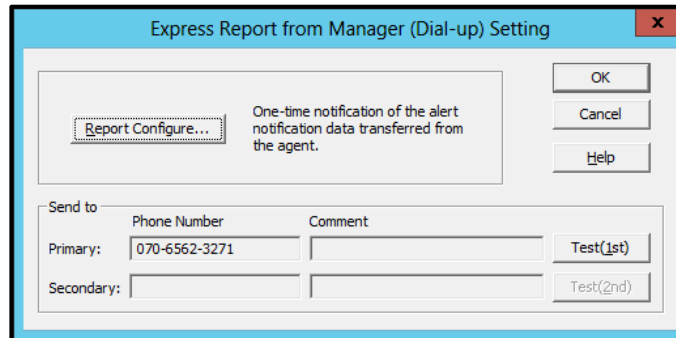 Express Report from Manager (Dial-up) Setting
x
OK
Report Configure...
One-time notification of the alert
notification data transferred from
the agent.
Cancel
Help
Send to
Phone Number
Comment
Primary:
070-6562-3271
Test(1st)
Secondary:
Test(2nd)